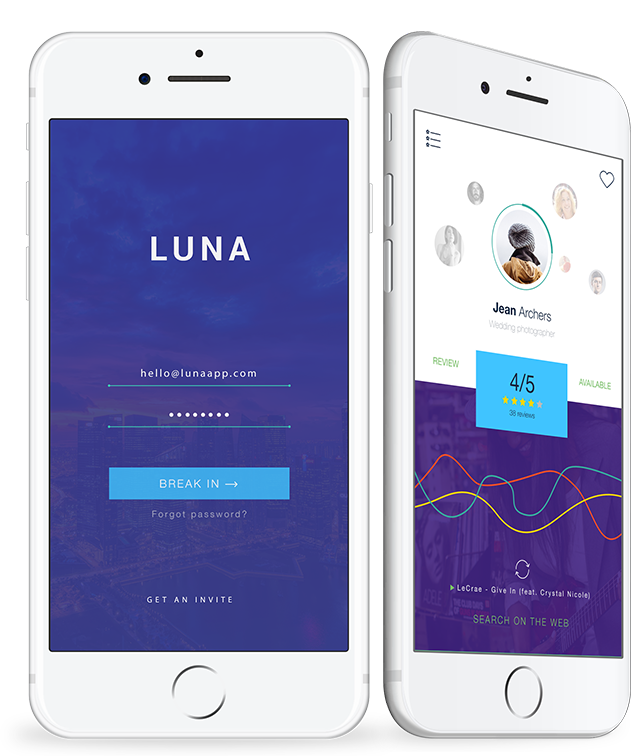 LUNA
hello@lunaapp.com
••••••••
BREAK IN →
Forgot password?
GET AN INVITE
Jean Archers
Wedding photographer
REVIEW
4/5
AVAILABLE
38 reviews
LeCrae - Give In (feat. Crystal Nicole)
SEARCH ON THE WEB